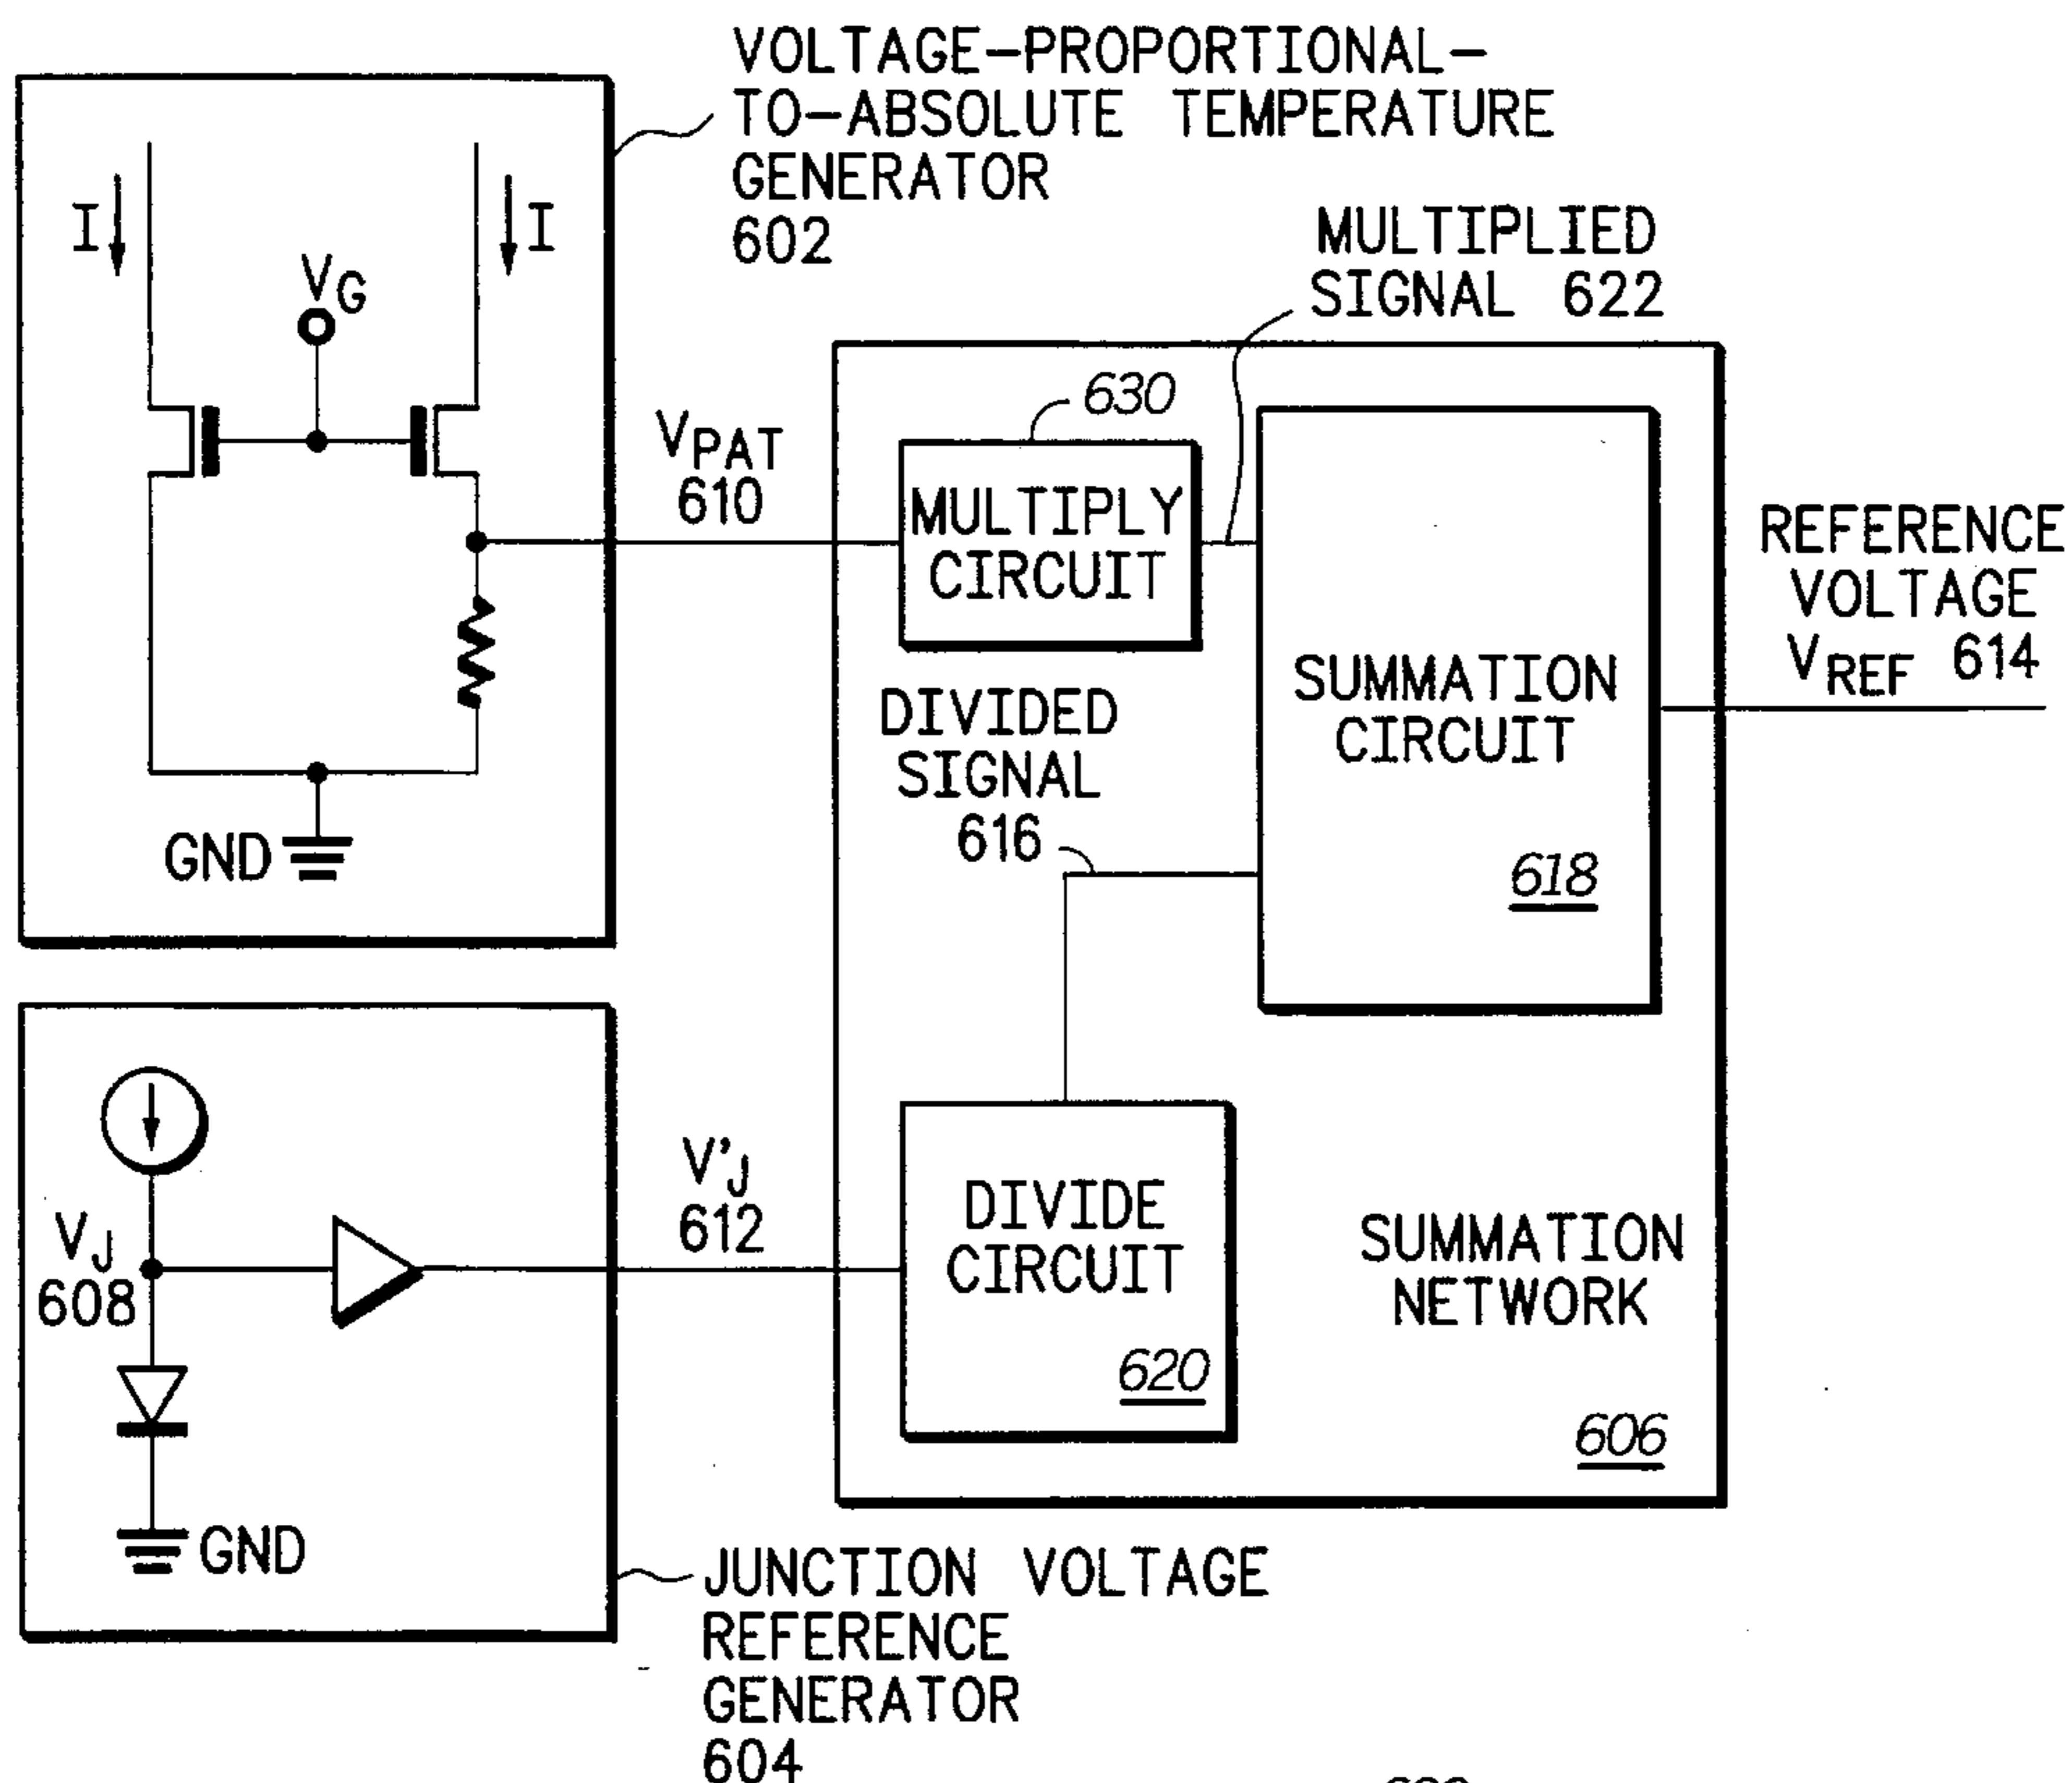 VOLTAGE-PROPORTIONAL-
TO-ABSOLUTE TEMPERATURE
GENERATOR
602
I
I
VG
MULTIPLIED
SIGNAL 622
630
VPAT
610
MULTIPLY
CIRCUIT
REFERENCE
VOLTAGE
VREF 614
SUMMATION
CIRCUIT
618
DIVIDED
SIGNAL
616
GND
V'J
612
VJ
608
DIVIDE
CIRCUIT
620
SUMMATION
NETWORK
606
GND
JUNCTION VOLTAGE
REFERENCE
GENERATOR
604